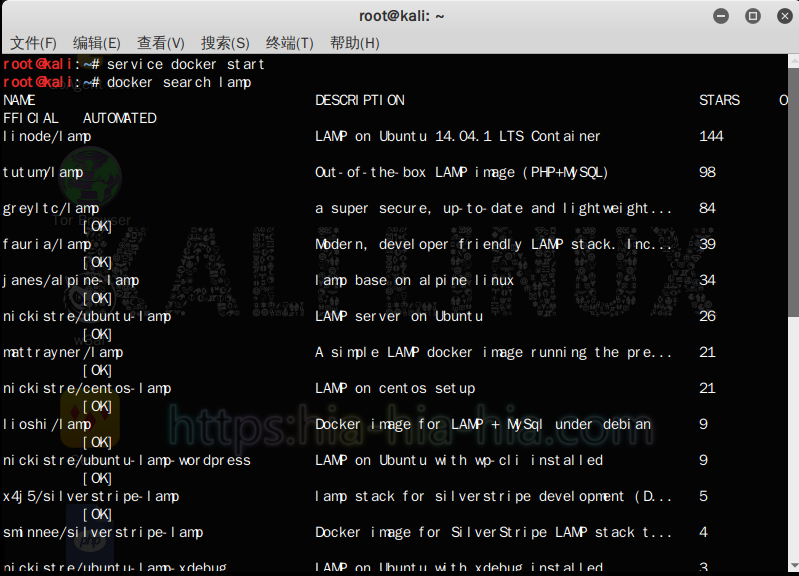 root@kali: ~
文件(F) 编辑(E) 查看(V) 搜索(S) 终端(T) 帮助(H)
root@kali:~# service docker start
root@kali:~# docker search lamp
NAME DESCRIPTION STARS O
FFICIAL AUTOMATED
linode/lamp LAMP on Ubuntu 14.04.1 LTS Container 144
tutum/lamp Out-of-the-box LAMP image (PHP+MySQL) 98
greyltc/lamp a super secure, up-to-date and lightweight... 84
Tor Browser
[OK]
fauria/lamp Modern, developer friendly LAMP stack. Inc... 39
[OK]
KALI LINUX
janes/alpine-lamp lamp base on alpine linux 34
[OK]
nickistre/ubuntu-lamp LAMP server on Ubuntu 26
[OK]
mattrayner/lamp A simple LAMP docker image running the pre... 21
[OK]
nickistre/centos-lamp LAMP on centos setup 21
[OK]
lioshi/lamp Docker image for LAMP + MySql under debian 9
https:hia-hia-hia.com
[OK]
nickistre/ubuntu-lamp-wordpress LAMP on Ubuntu with wp-cli installed 9
[OK]
x4j5/silverstripe-lamp lamp stack for silverstripe development (D... 5
[OK]
sminnee/silverstripe-lamp Docker image for SilverStripe LAMP stack t... 4
nickistre/ubuntu-lamp-xdebug LAMP on Ubuntu with xdebug installed 3